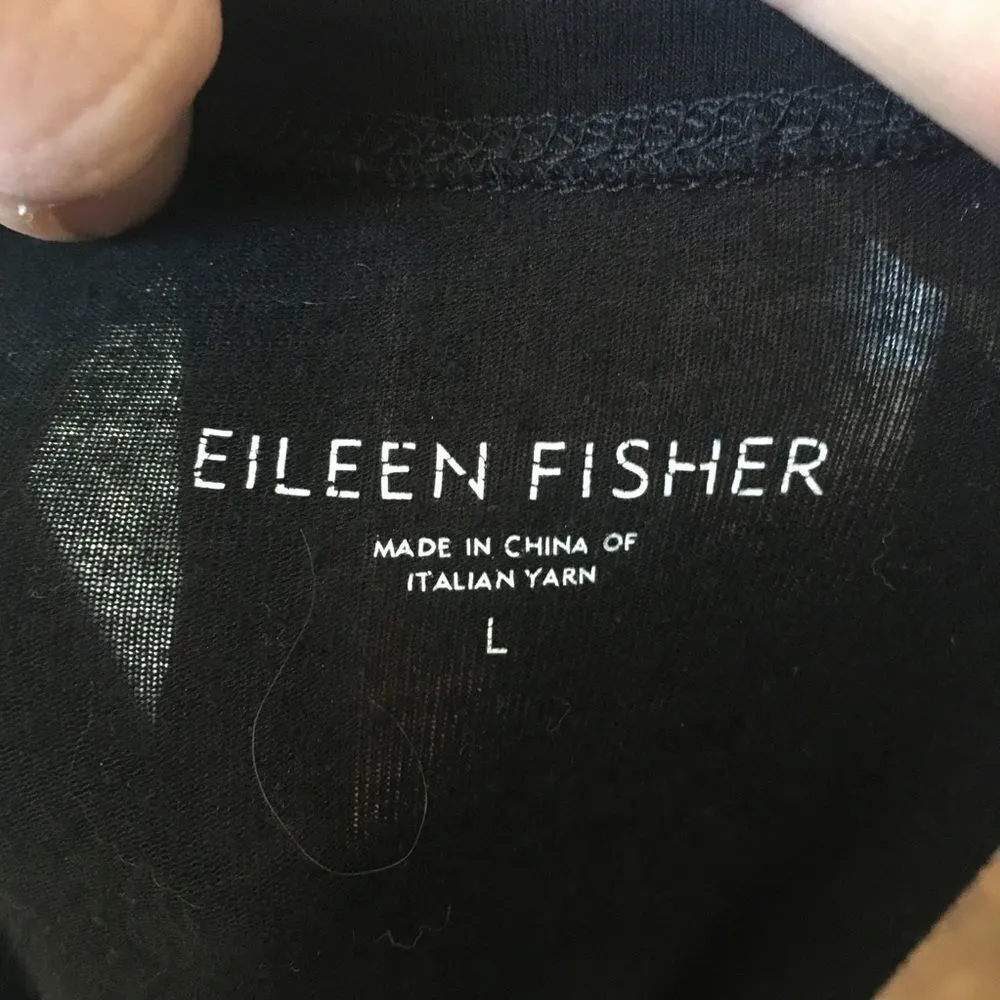 EILEEN FISHER
MADE IN CHINA OF
ITALIAN YARN
L